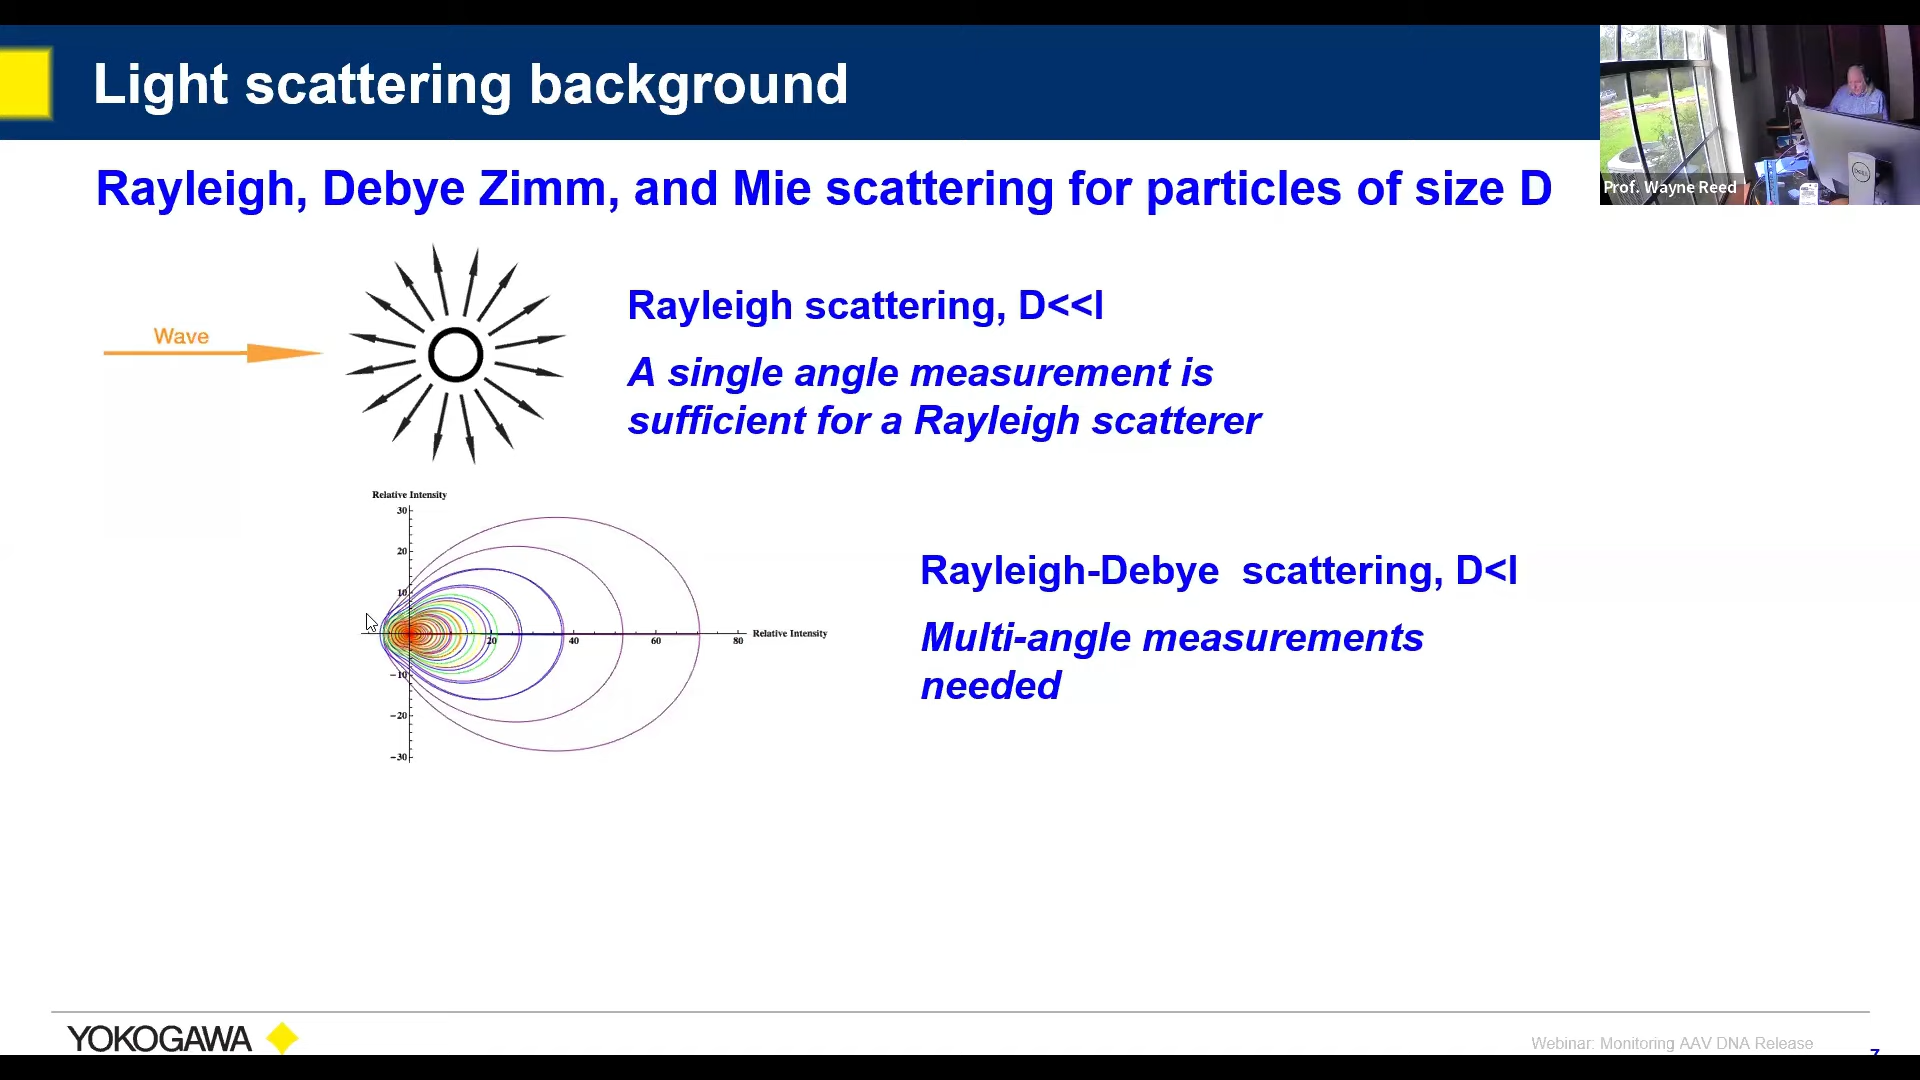 Light scattering background
Prof. Wayne Reed
Rayleigh, Debye Zimm, and Mie scattering for particles of size D
Wave
Rayleigh scattering, D<<l
A single angle measurement is
sufficient for a Rayleigh scatterer
Relative Intensity
30
20
10
20
40
60
80
Relative Intensity
−10
−20
−30
Rayleigh-Debye scattering, D<l
Multi-angle measurements
needed
YOKOGAWA
Webinar: Monitoring AAV DNA Release